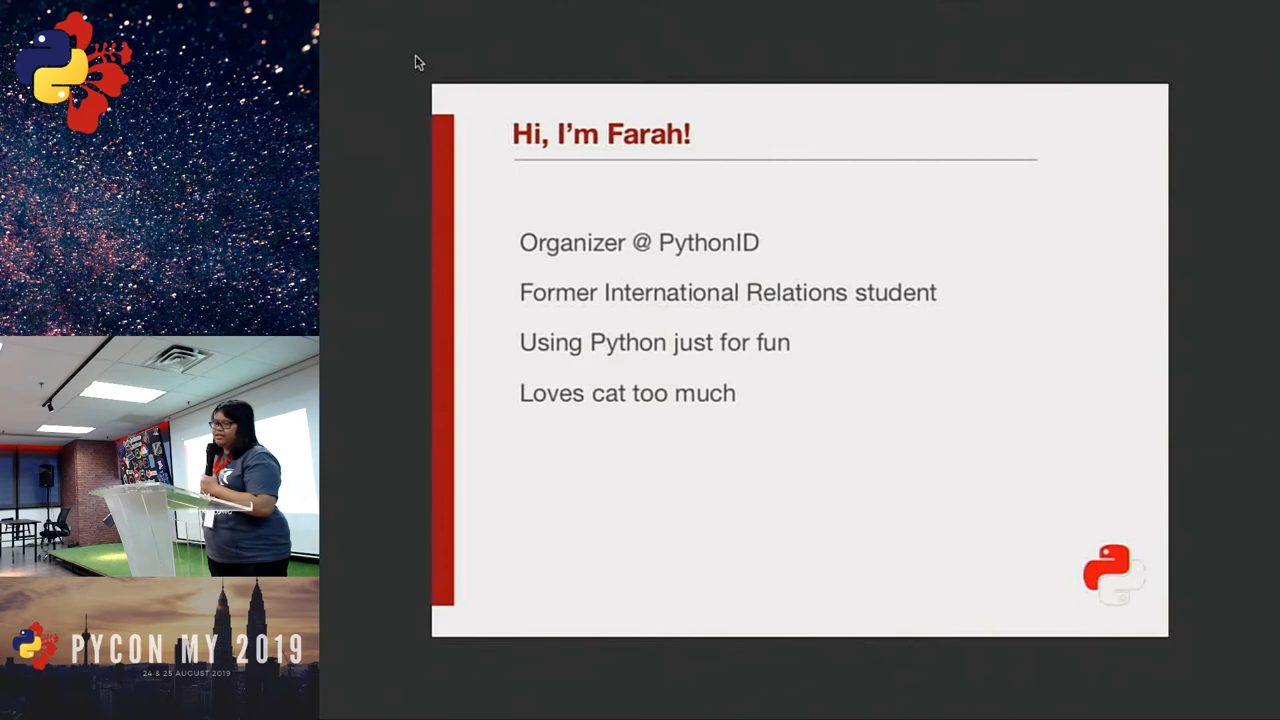 Hi, I'm Farah!
Organizer @ PythonID
Former International Relations student
Using Python just for fun
Loves cat too much
PYCON MY 2019
24 & 25 AUGUST 2019